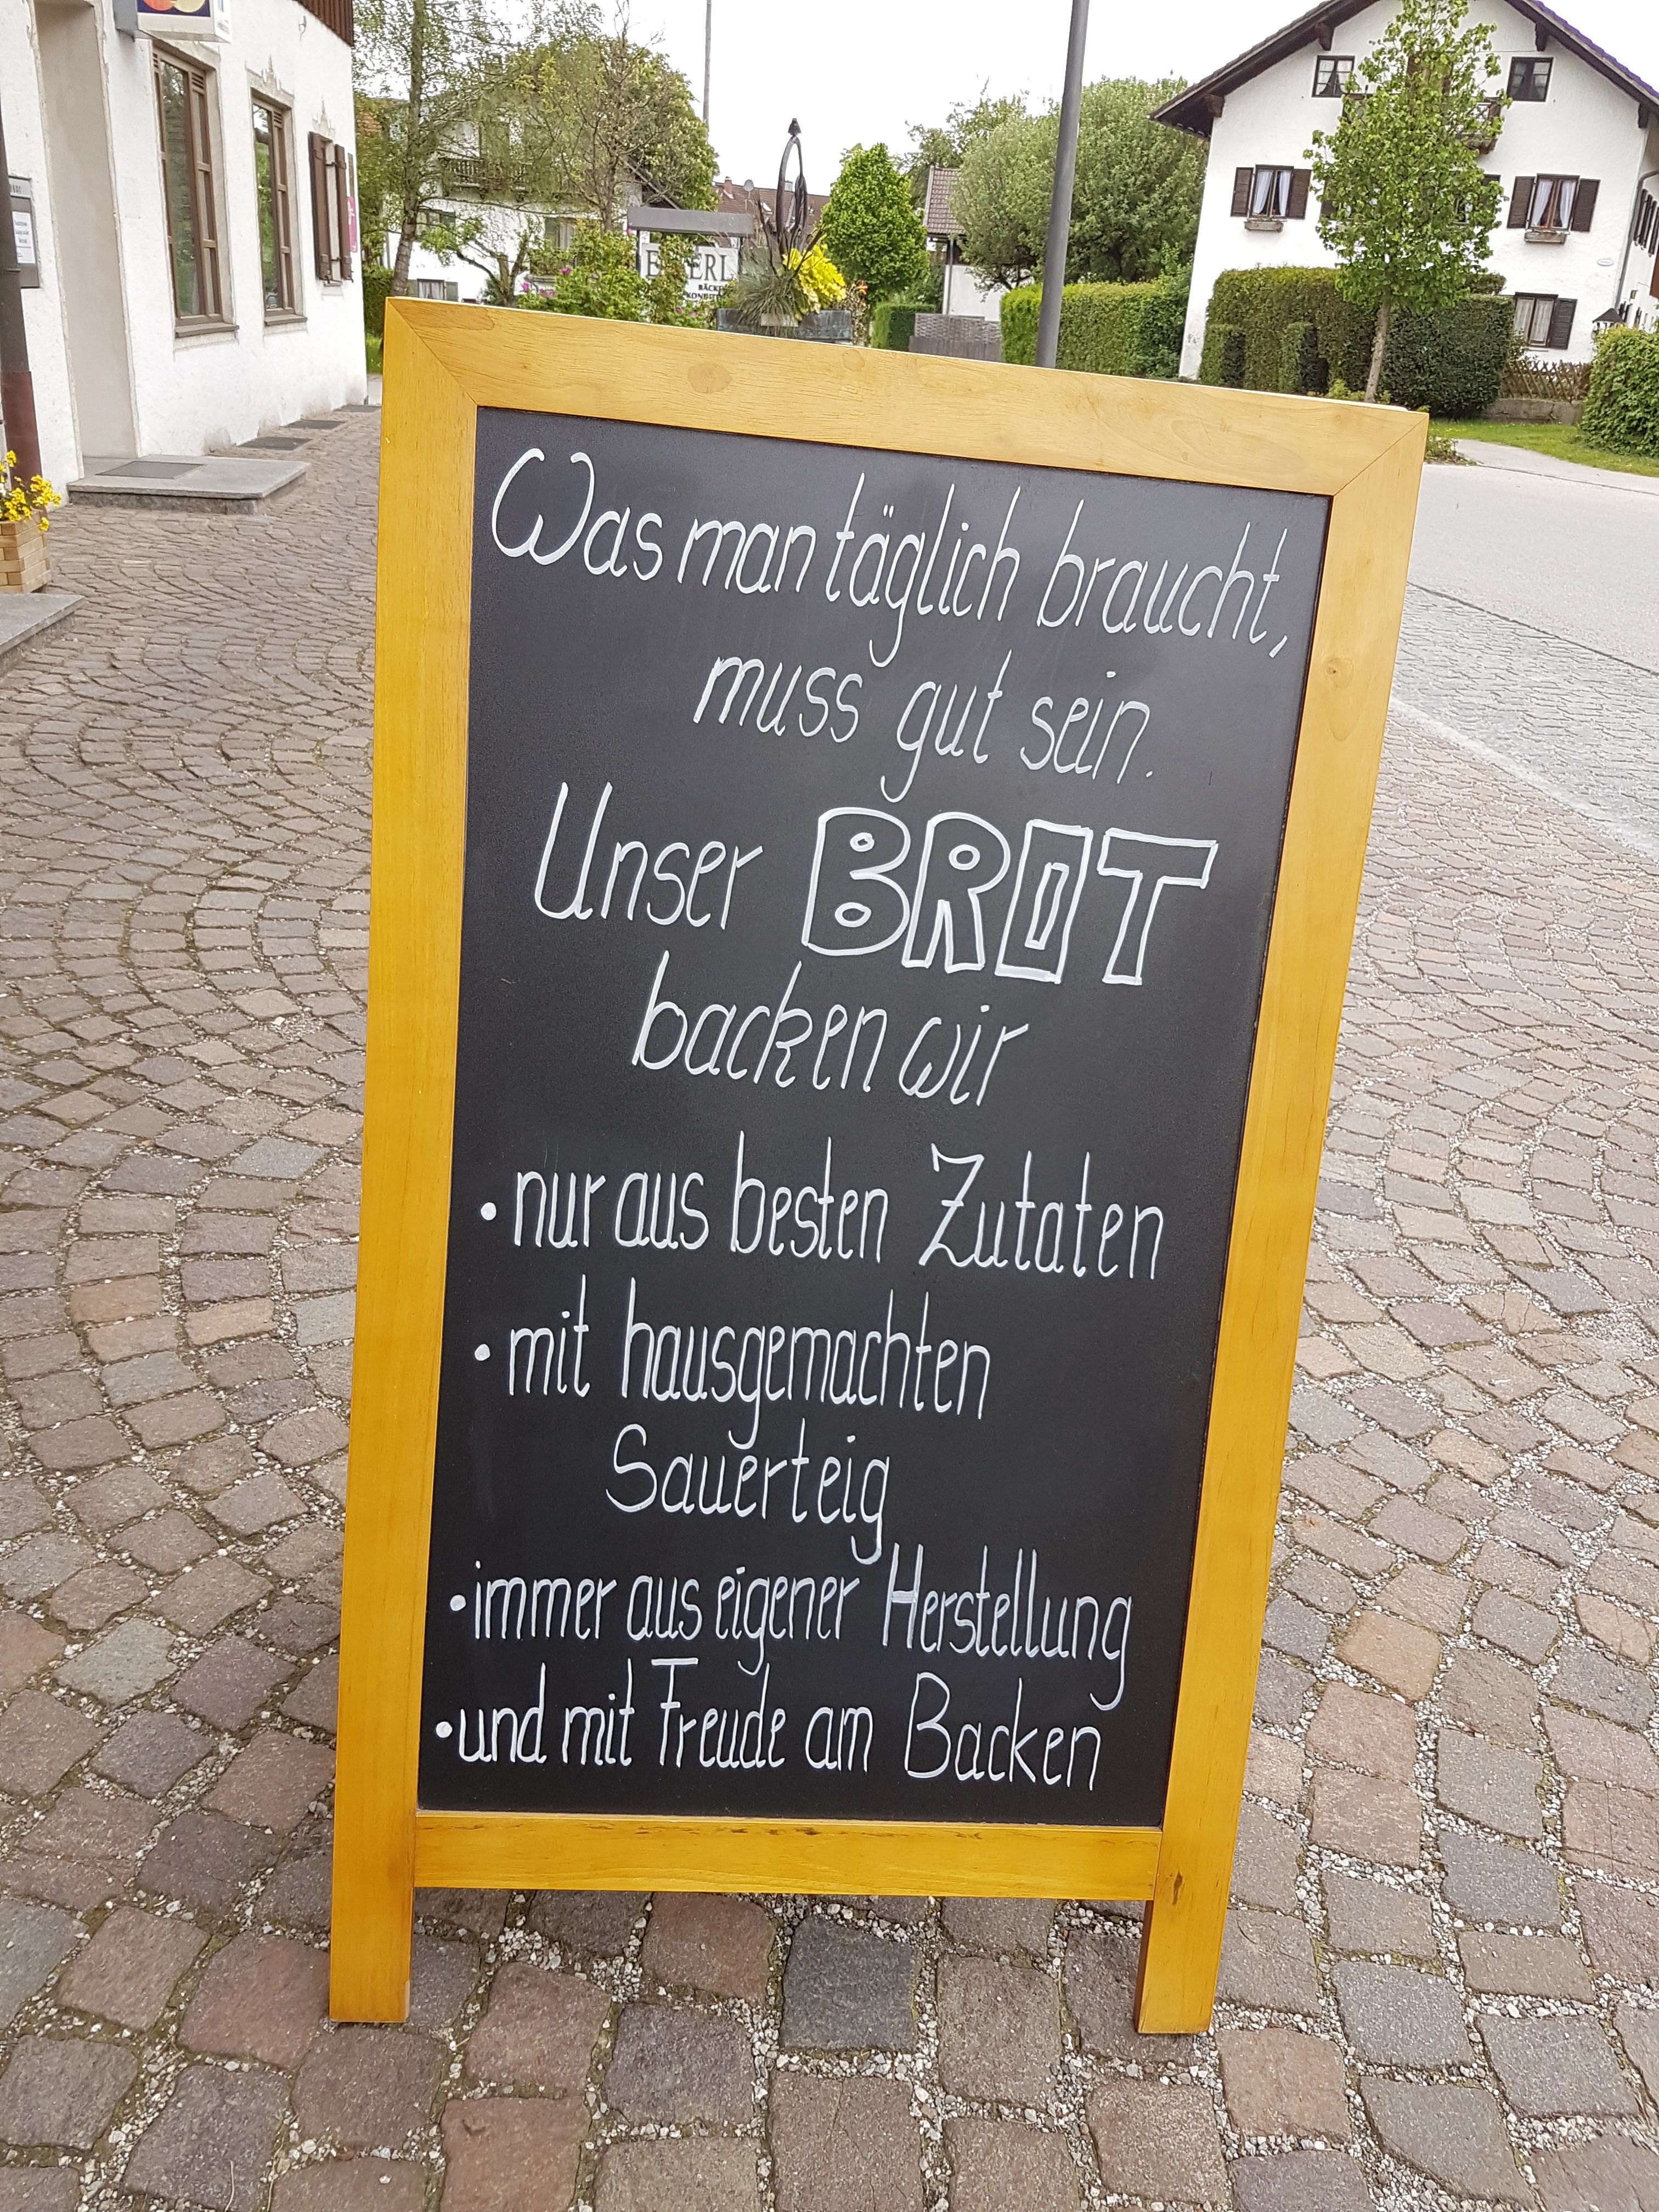 Was man täglich braucht,
muss gut sein.
Unser BROT
backen wir
• nur aus besten Zutaten
• mit hausgemachten
Sauerteig
• immer aus eigener Herstellung
• und mit Freude am Backen